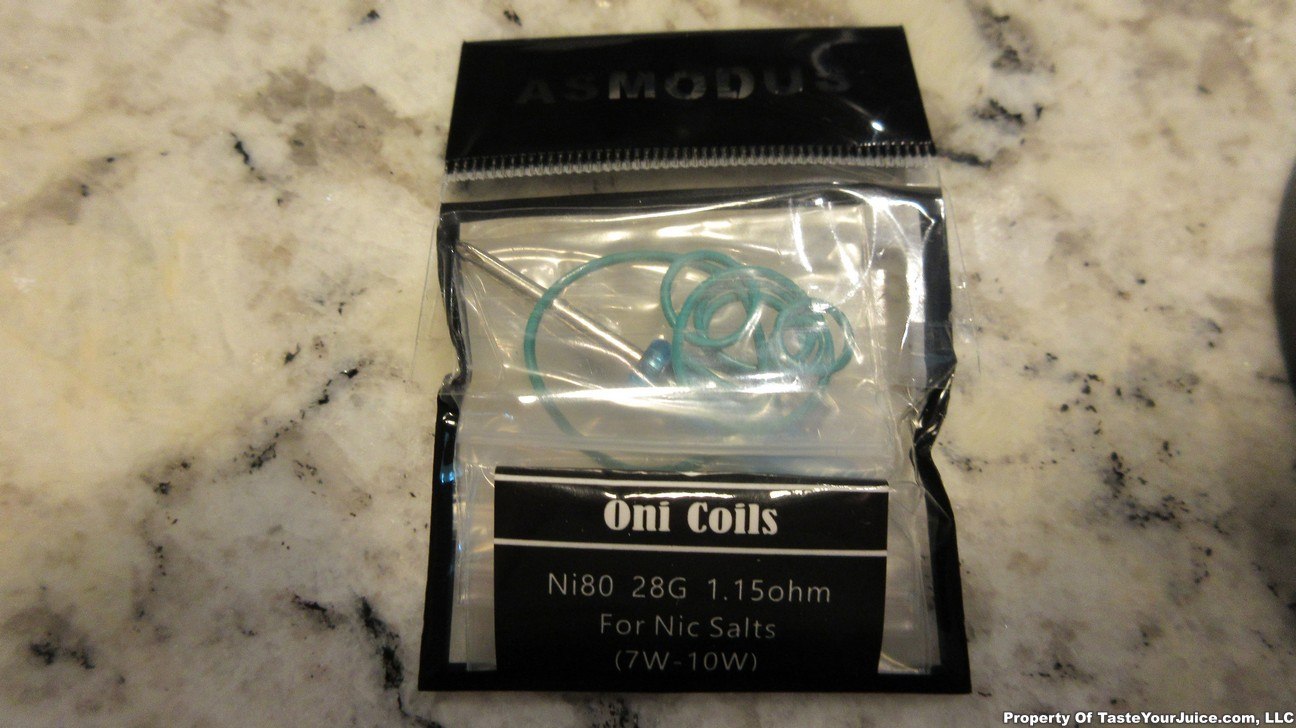 ASMODUS
Oni Coils
Ni80 28G 1.15ohm
For Nic Salts
(7W-10W)
Property Of TasteYourJuice.com, LLC